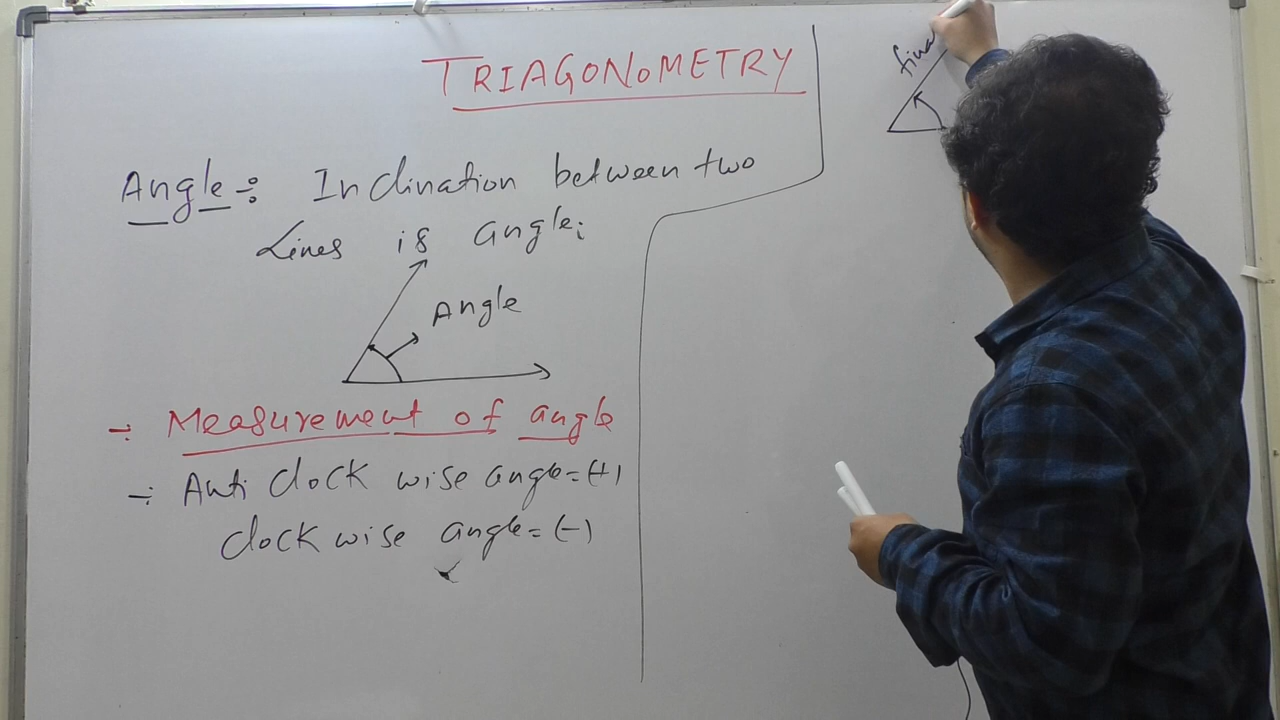 TRIAGONOMETRY
Angle ÷ Inclination between two
Lines is angle;
Angle
÷ Measurement of angle
÷ Anti clock wise angle = (+)
clock wise angle = (-)
fina